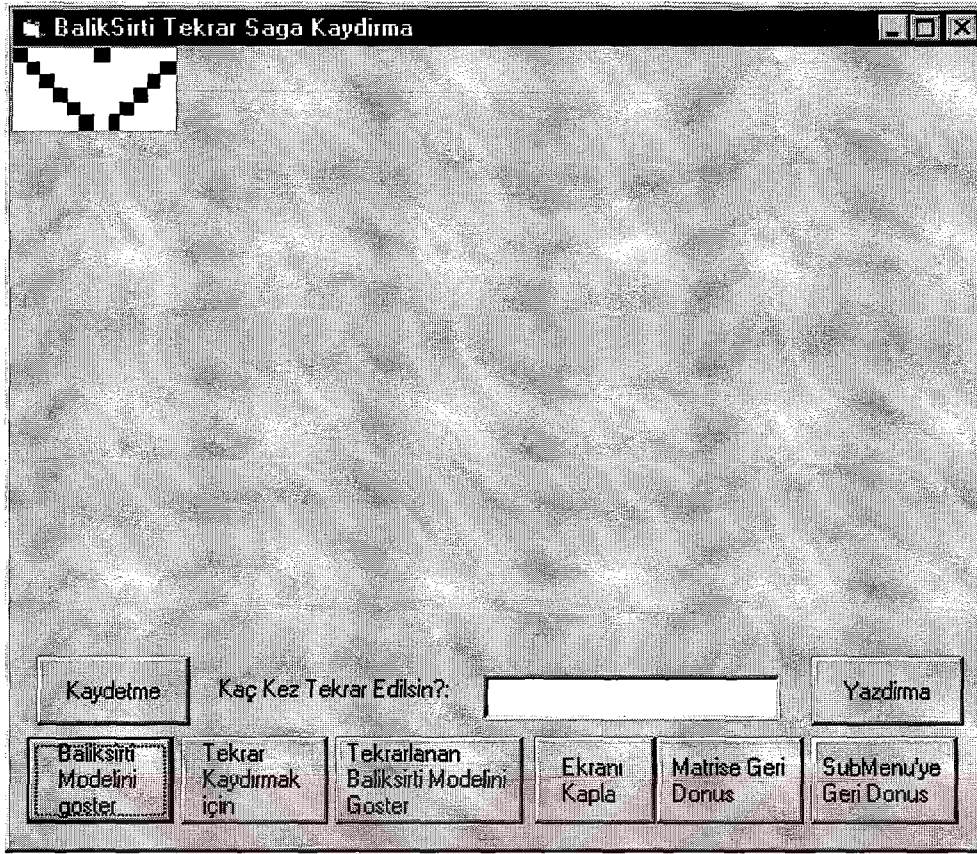 BalikSirti Tekrar Saga Kaydirma
Kaydetme
Kaç Kez Tekrar Edilsin?:
Yazdirma
Baliksirti
Modelini
goster
Tekrar
Kaydırmak
için
Tekrarlanan
Baliksirti Modelini
Goster
Ekranı
Kapla
Matrise Geri
Donus
SubMenu'ye
Geri Donus